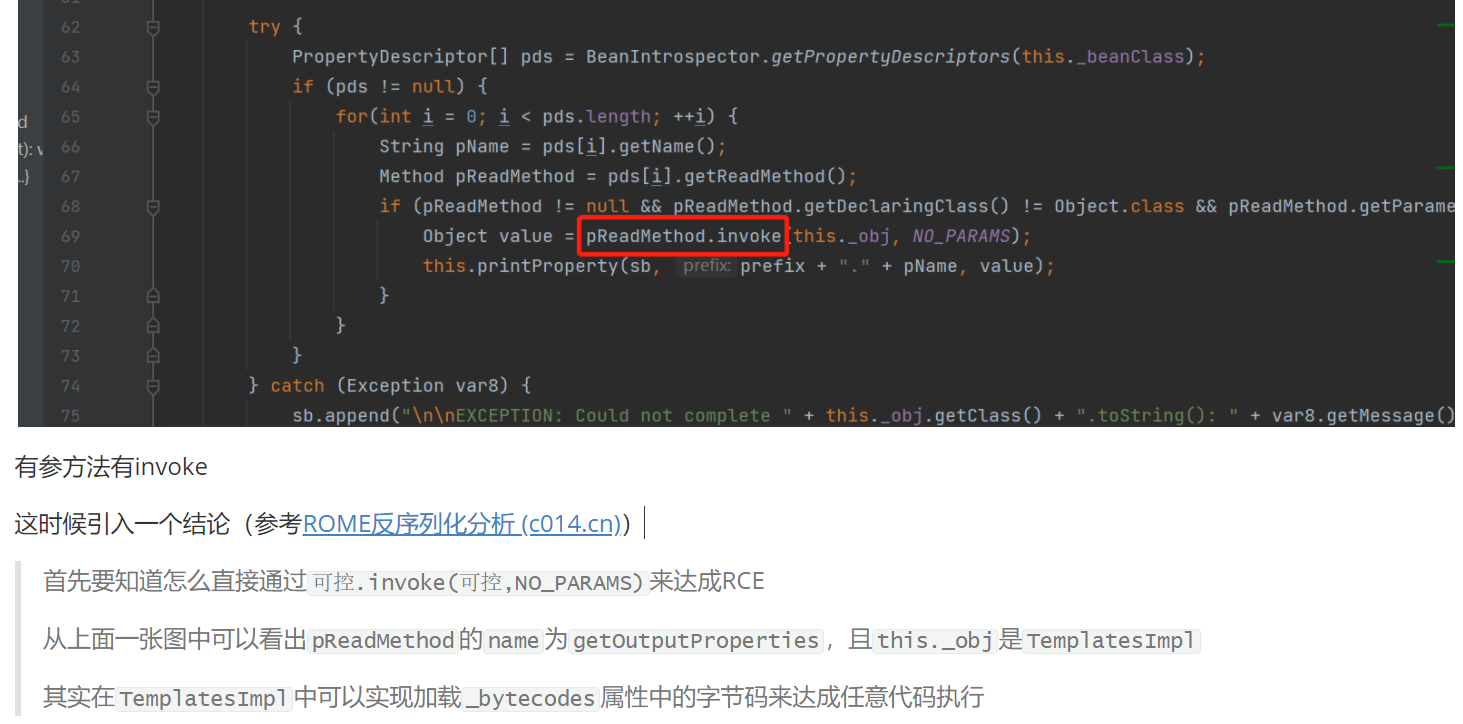 61
62 try {
63 PropertyDescriptor[] pds = BeanIntrospector.getPropertyDescriptors(this._beanClass);
64 if (pds != null) {
d
65 for(int i = 0; i < pds.length; ++i) {
t): v
66 String pName = pds[i].getName();
..}
67 Method pReadMethod = pds[i].getReadMethod();
68 if (pReadMethod != null && pReadMethod.getDeclaringClass() != Object.class && pReadMethod.getParame
69 Object value = pReadMethod.invoke(this._obj, NO_PARAMS);
70 this.printProperty(sb, prefix: prefix + "." + pName, value);
71 }
72 }
73 }
74 } catch (Exception var8) {
75 sb.append("\n\nEXCEPTION: Could not complete " + this._obj.getClass() + ".toString(): " + var8.getMessage()
有参方法有invoke
这时候引入一个结论（参考ROME反序列化分析 (c014.cn)）
首先要知道怎么直接通过可控.invoke(可控,NO_PARAMS)来达成RCE
从上面一张图中可以看出pReadMethod的name为getOutputProperties，且this._obj是TemplatesImpl
其实在TemplatesImpl中可以实现加载_bytecodes属性中的字节码来达成任意代码执行